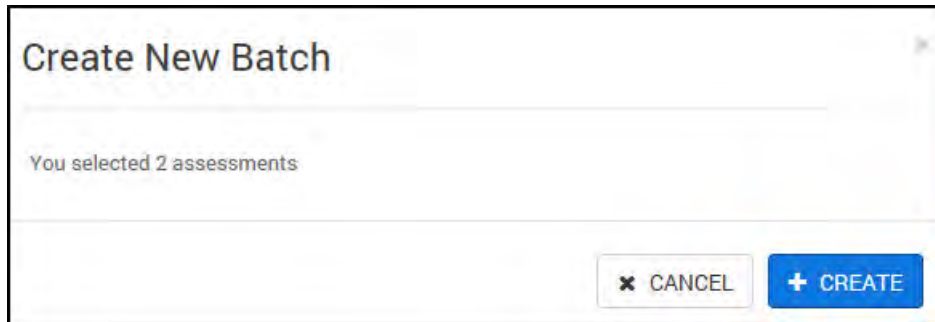 Create New Batch
You selected 2 assessments
✖ CANCEL
+ CREATE